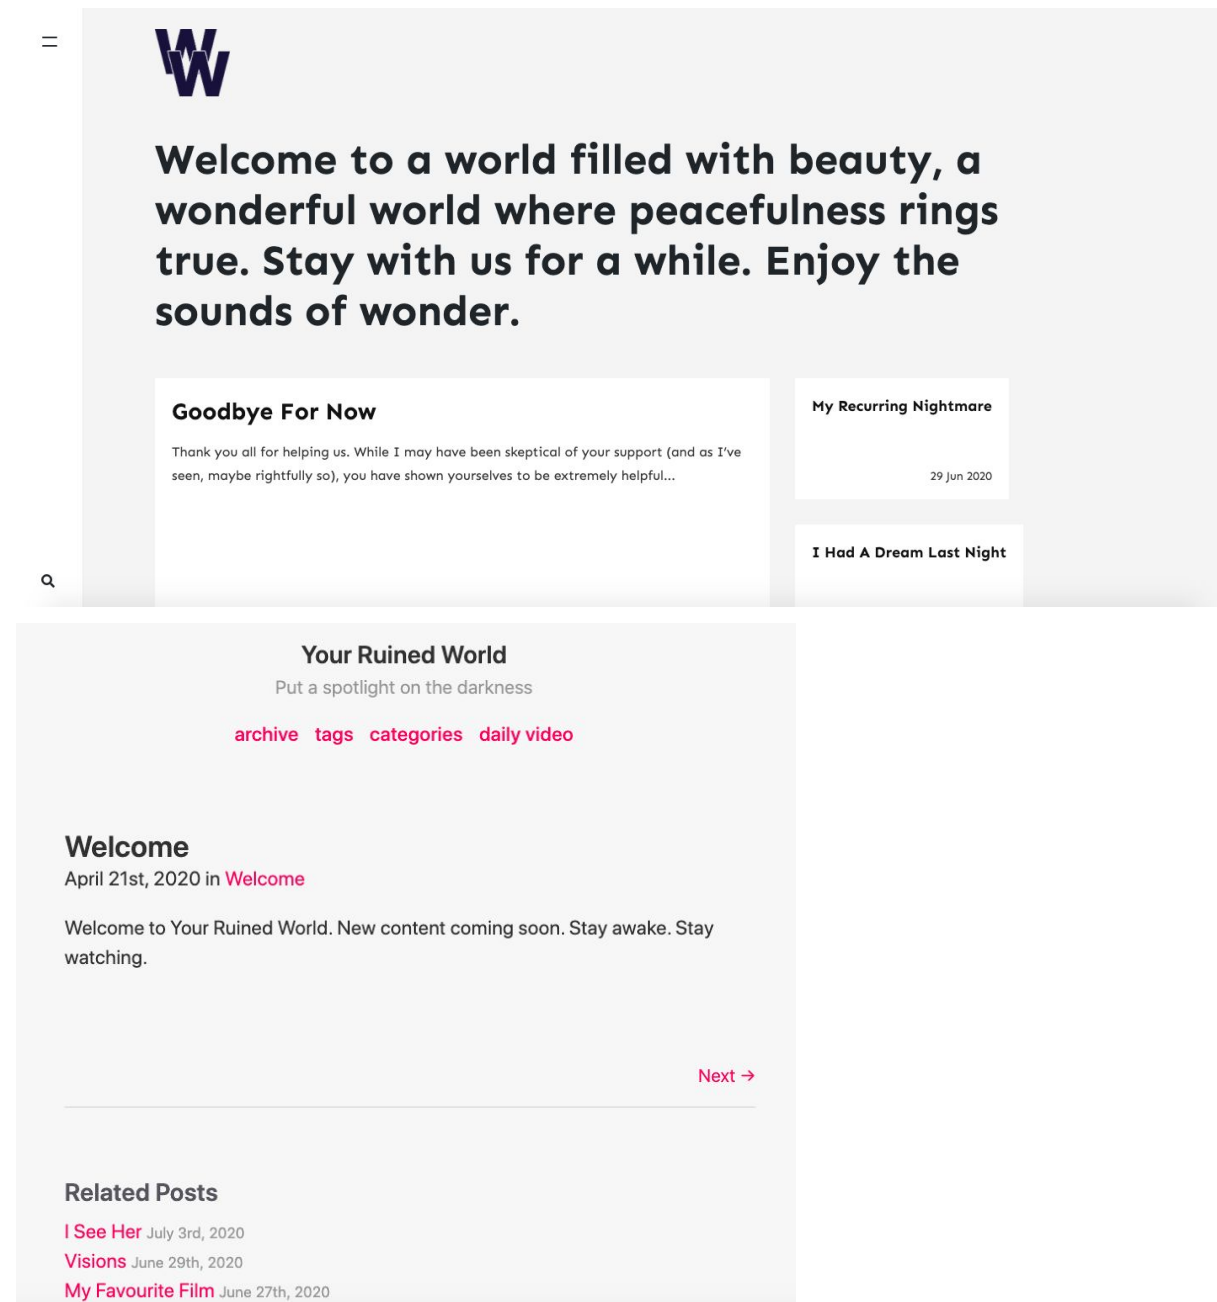 WW
Welcome to a world filled with beauty, a
wonderful world where peacefulness rings
true. Stay with us for a while. Enjoy the
sounds of wonder.
Goodbye For Now
Thank you all for helping us. While I may have been skeptical of your support (and as I've
seen, maybe rightfully so), you have shown yourselves to be extremely helpful...
My Recurring Nightmare
29 Jun 2020
I Had A Dream Last Night
Your Ruined World
Put a spotlight on the darkness
archive tags categories daily video
Welcome
April 21st, 2020 in Welcome
Welcome to Your Ruined World. New content coming soon. Stay awake. Stay
watching.
Next →
Related Posts
I See Her July 3rd, 2020
Visions June 29th, 2020
My Favourite Film June 27th, 2020